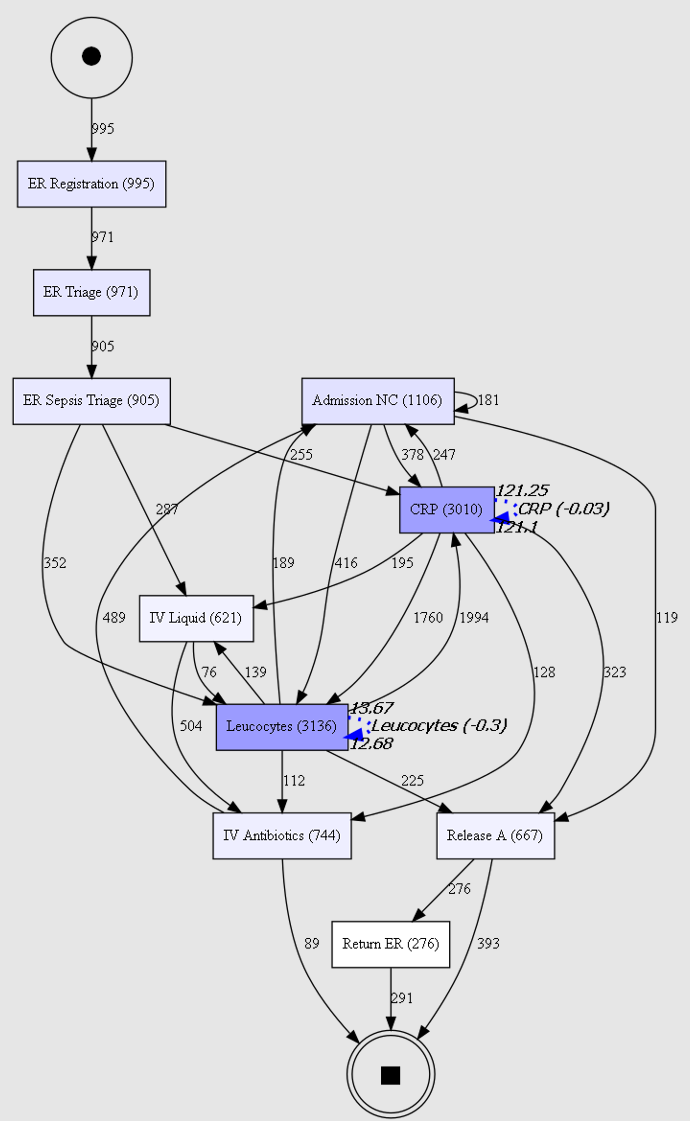 995
ER Registration (995)
971
ER Triage (971)
905
ER Sepsis Triage (905)
Admission NC (1106)
181
255
378
247
CRP (3010)
121.25
CRP (-0.03)
121.1
287
352
189
416
195
IV Liquid (621)
489
1760
1994
119
76
139
128
323
Leucocytes (3136)
13.67
Leucocytes (-0.3)
12.68
504
112
225
IV Antibiotics (744)
Release A (667)
276
Return ER (276)
89
393
291